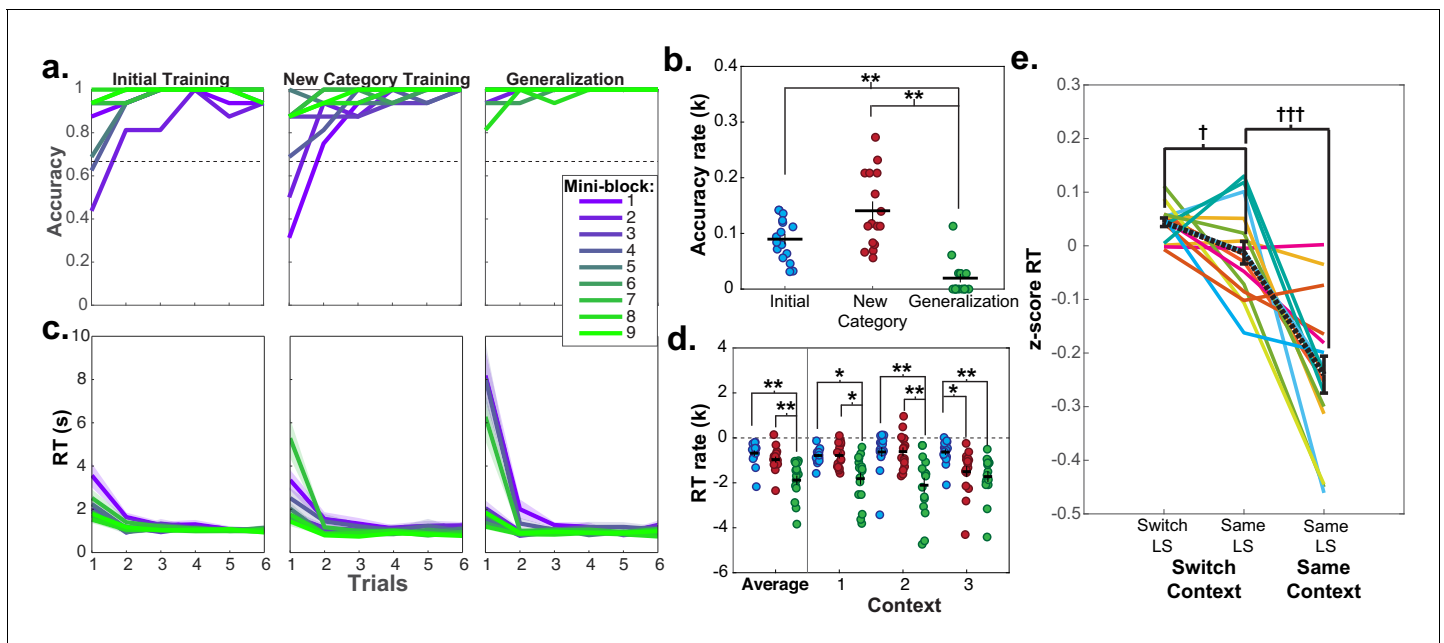 a.
Initial Training
New Category Training
Generalization
Accuracy
1
0.8
0.6
0.4
0.2
0
Mini-block:
1
2
3
4
5
6
7
8
9
b.
Accuracy rate (k)
0.4
0.3
0.2
0.1
0
**
**
Initial
New
Category
Generalization
c.
RT (s)
10
8
6
4
2
0
1 2 3 4 5 6
1 2 3 4 5 6
1 2 3 4 5 6
Trials
d.
RT rate (k)
4
2
0
-2
-4
-6
**
**
*
*
**
**
**
*
Average
1 2 3
Context
e.
z-score RT
0.3
0.2
0.1
0
-0.1
-0.2
-0.3
-0.4
-0.5
†
†††
Switch
LS
Same
LS
Same
LS
Switch
Context
Same
Context